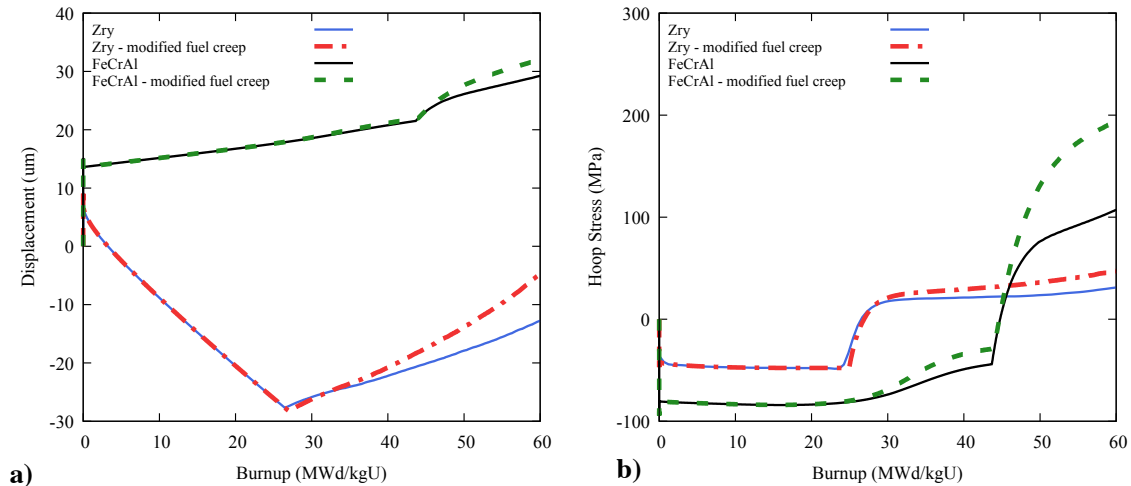 40
30
20
10
0
-10
-20
-30
Displacement (um)
Zry
Zry - modified fuel creep
FeCrAl
FeCrAl - modified fuel creep
0 10 20 30 40 50 60
Burnup (MWd/kgU)
a)
300
200
100
0
-100
Hoop Stress (MPa)
Zry
Zry - modified fuel creep
FeCrAl
FeCrAl - modified fuel creep
0 10 20 30 40 50 60
Burnup (MWd/kgU)
b)